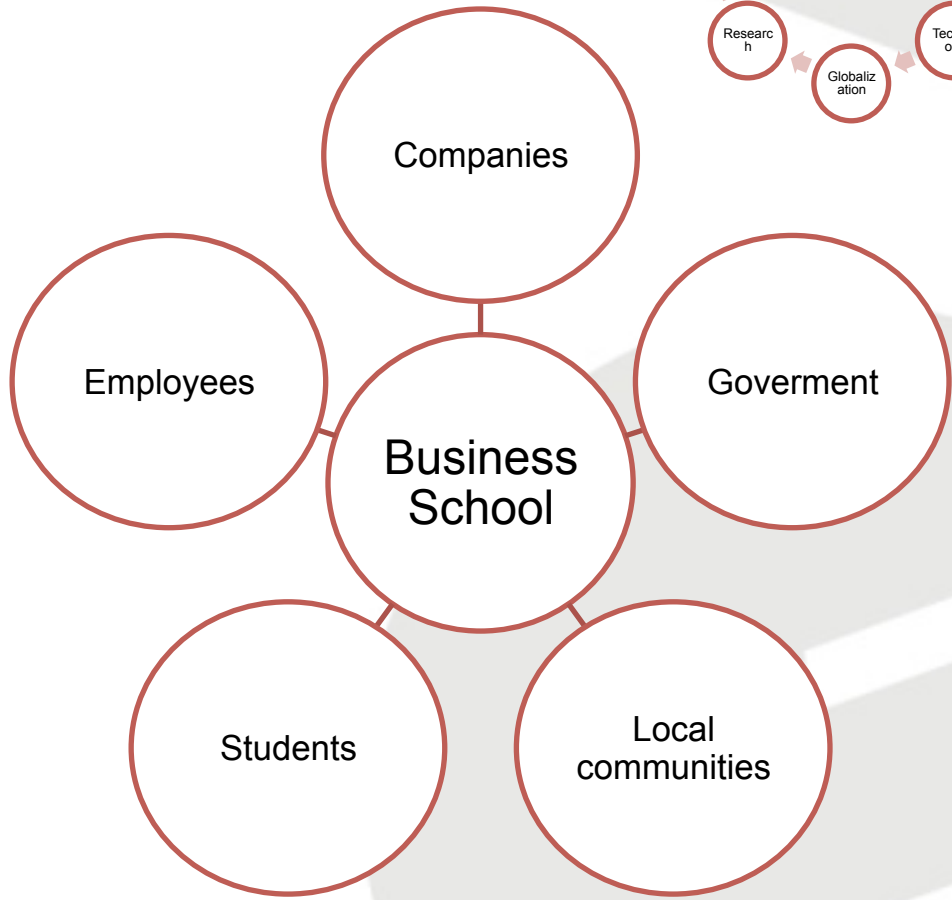 Researc
h
Globaliz
ation
Companies
Employees
Goverment
Business
School
Students
Local
communities